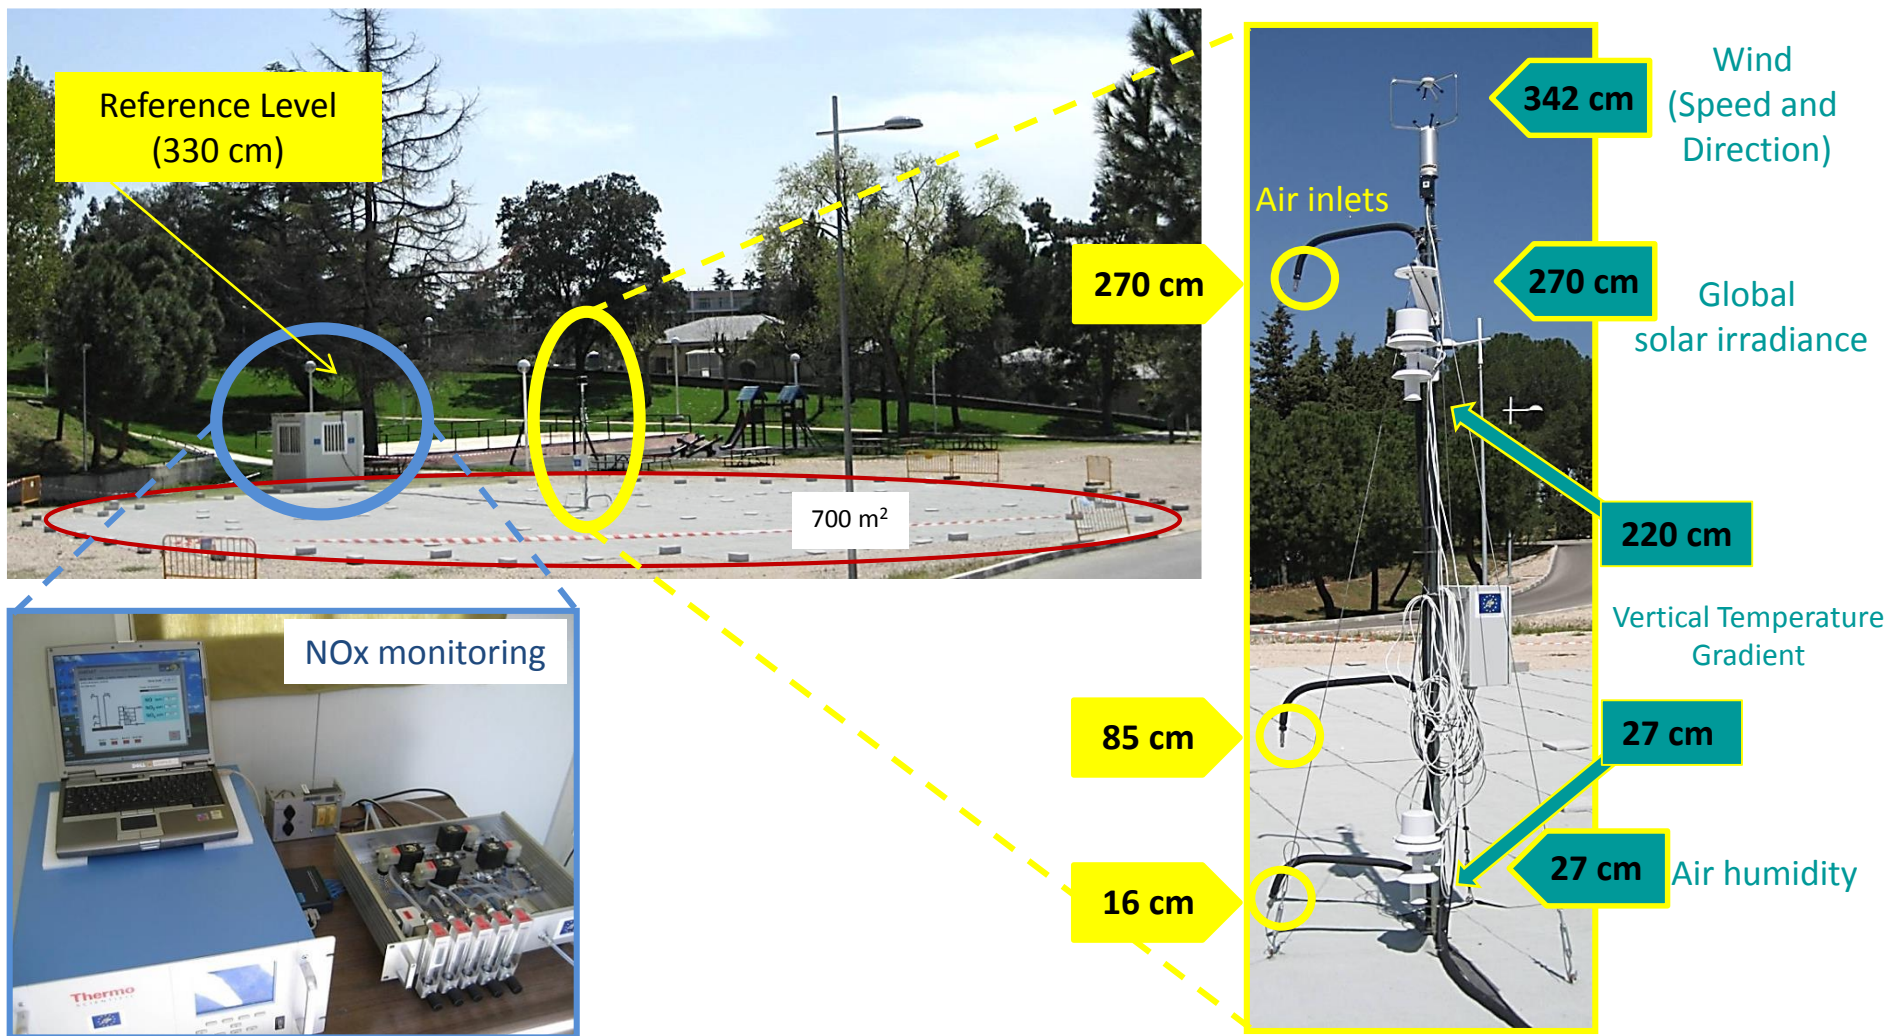 Reference Level
(330 cm)
700 m²
NOx monitoring
DELL
Thermo
SCIENTIFIC
Air inlets
270 cm
85 cm
16 cm
342 cm
Wind
(Speed and
Direction)
270 cm
Global
solar irradiance
220 cm
Vertical Temperature
Gradient
27 cm
27 cm
Air humidity